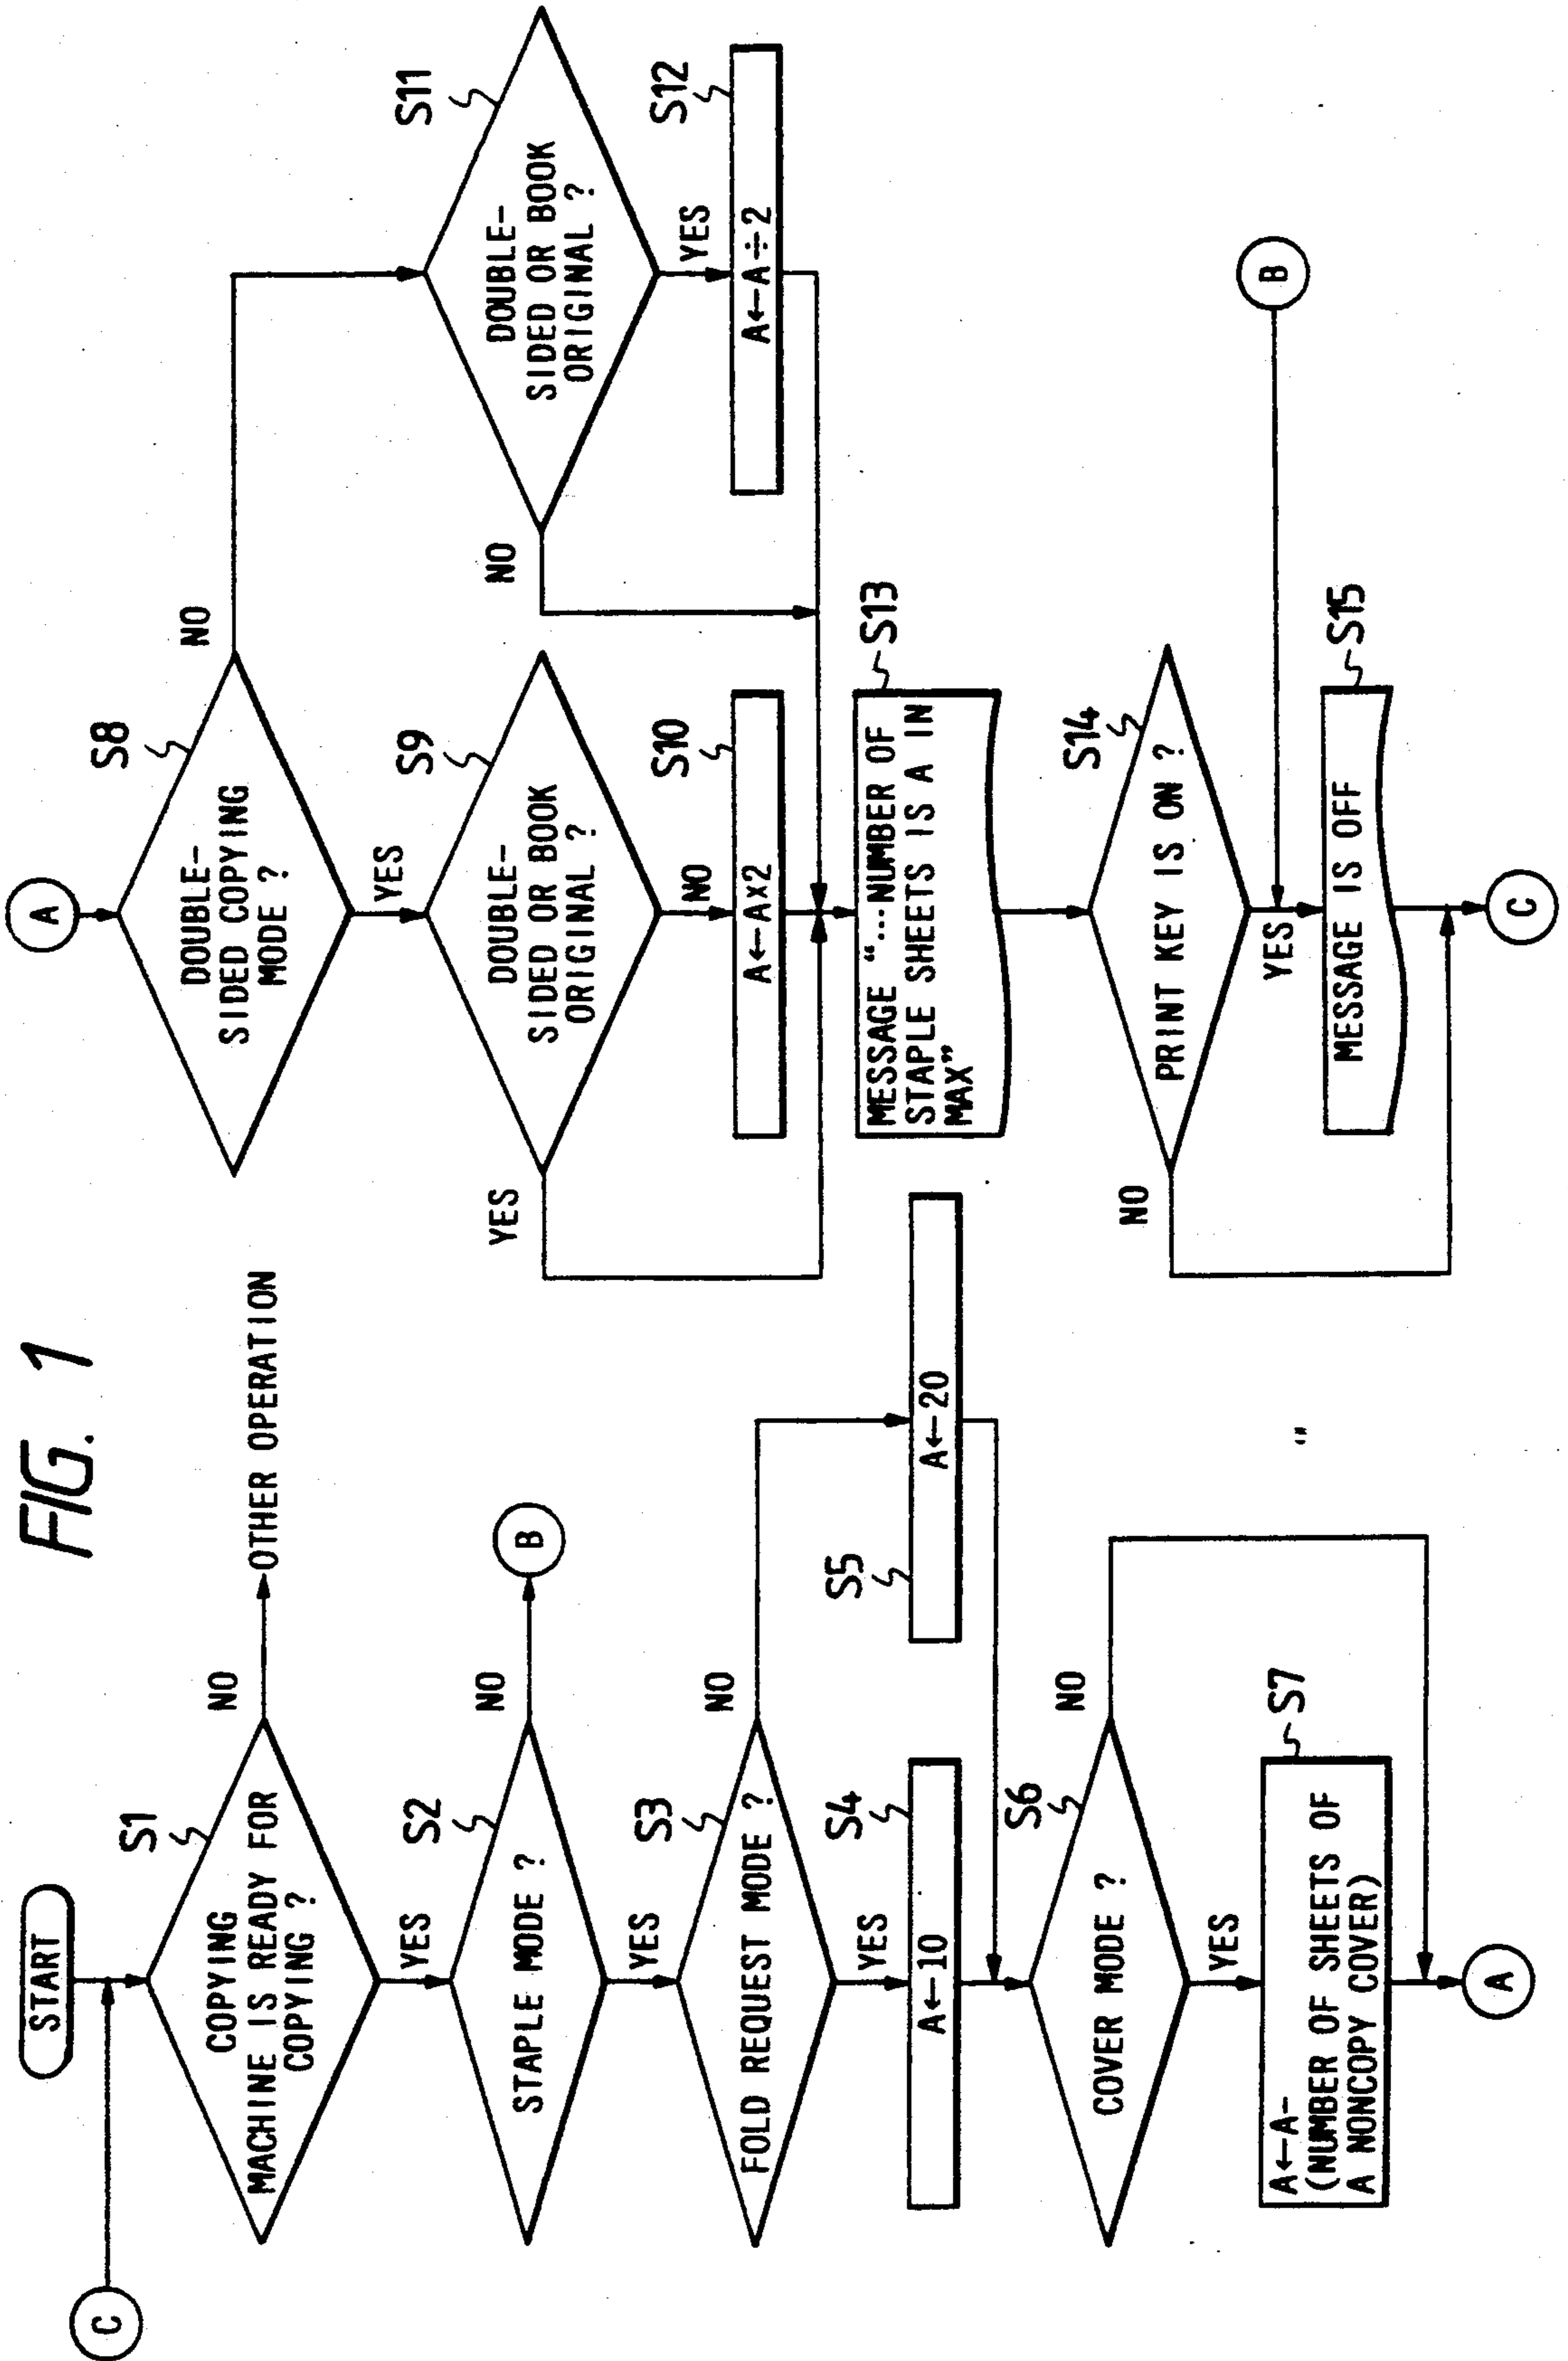 FIG. 1
START
C
COPYING
MACHINE IS READY FOR
COPYING ?
S1
NO
OTHER OPERATION
YES
STAPLE MODE ?
S2
NO
B
YES
FOLD REQUEST MODE ?
S3
NO
YES
A←10
S4
A←20
S5
COVER MODE ?
S6
NO
YES
A←A-
(NUMBER OF SHEETS OF
A NONCOPY COVER)
S7
A
A
DOUBLE-
SIDED COPYING
MODE ?
S8
NO
YES
DOUBLE-
SIDED OR BOOK
ORIGINAL ?
S9
YES
NO
A←A×2
S10
DOUBLE-
SIDED OR BOOK
ORIGINAL ?
S11
NO
YES
A←A÷2
S12
MESSAGE "...NUMBER OF
STAPLE SHEETS IS A IN
MAX"
S13
PRINT KEY IS ON ?
S14
NO
YES
B
MESSAGE IS OFF
S15
C